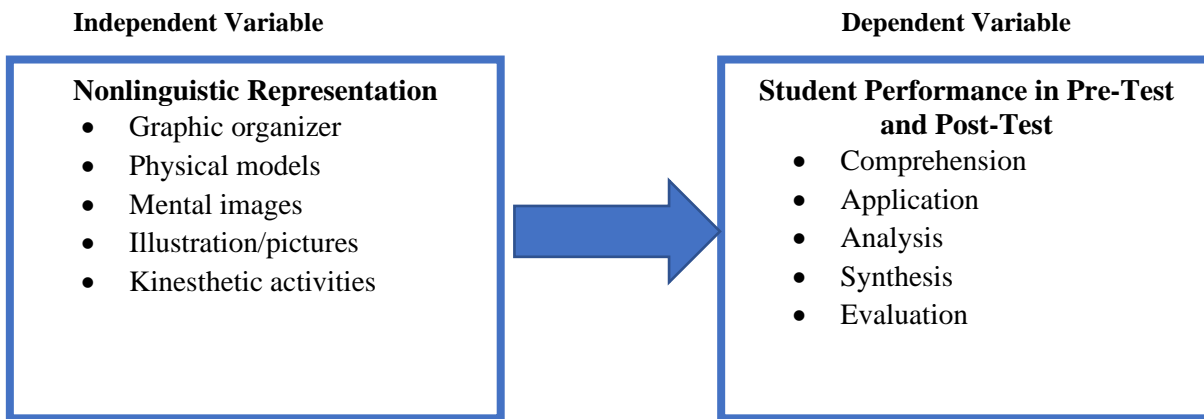 Independent Variable
Nonlinguistic Representation
• Graphic organizer
• Physical models
• Mental images
• Illustration/pictures
• Kinesthetic activities
Dependent Variable
Student Performance in Pre-Test
and Post-Test
• Comprehension
• Application
• Analysis
• Synthesis
• Evaluation